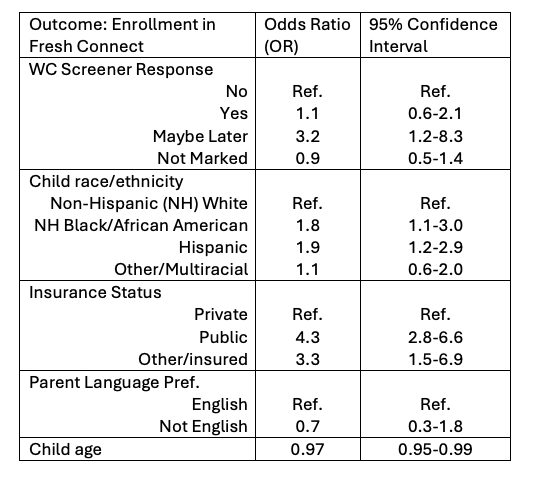 Outcome: Enrollment in Fresh Connect Odds Ratio (OR) 95% Confidence Interval
WC Screener Response
No Ref. Ref.
Yes 1.1 0.6-2.1
Maybe Later 3.2 1.2-8.3
Not Marked 0.9 0.5-1.4
Child race/ethnicity
Non-Hispanic (NH) White Ref. Ref.
NH Black/African American 1.8 1.1-3.0
Hispanic 1.9 1.2-2.9
Other/Multiracial 1.1 0.6-2.0
Insurance Status
Private Ref. Ref.
Public 4.3 2.8-6.6
Other/insured 3.3 1.5-6.9
Parent Language Pref.
English Ref. Ref.
Not English 0.7 0.3-1.8
Child age 0.97 0.95-0.99